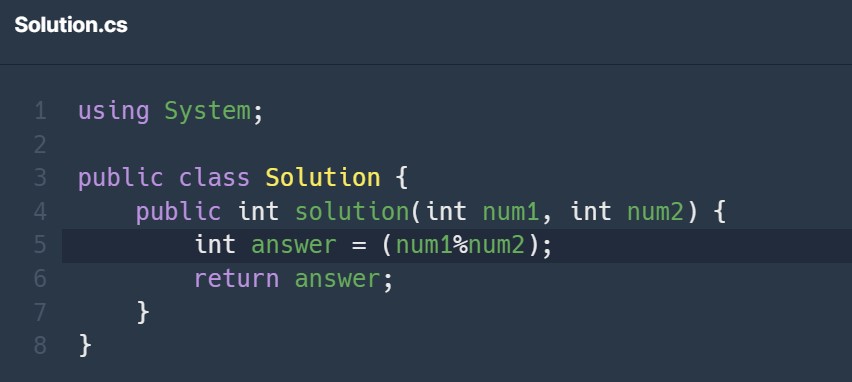 Solution.cs
1 using System;
2
3 public class Solution {
4     public int solution(int num1, int num2) {
5         int answer = (num1%num2);
6         return answer;
7     }
8 }